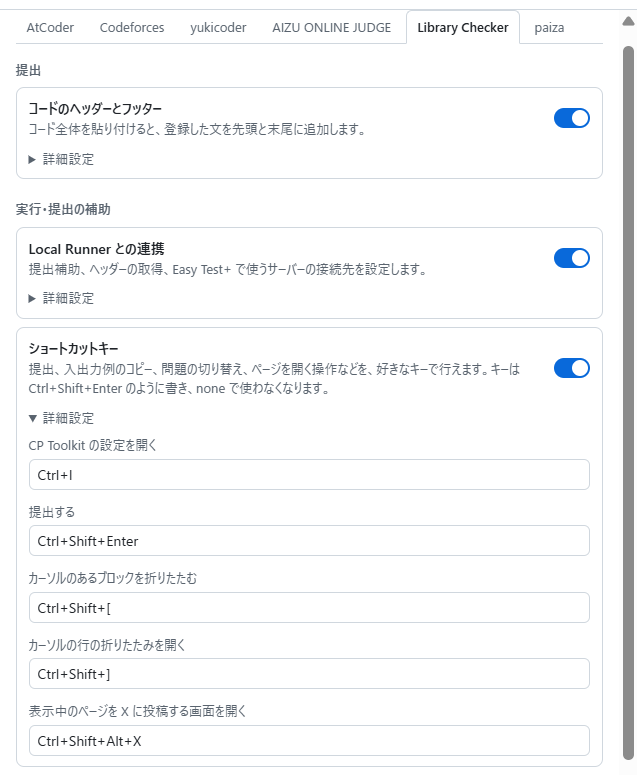 AtCoder
Codeforces
yukicoder
AIZU ONLINE JUDGE
Library Checker
paiza
提出
コードのヘッダーとフッター
コード全体を貼り付けると、登録した文を先頭と末尾に追加します。
▶ 詳細設定
実行・提出の補助
Local Runner との連携
提出補助、ヘッダーの取得、Easy Test+ で使うサーバーの接続先を設定します。
▶ 詳細設定
ショートカットキー
提出、入出力例のコピー、問題の切り替え、ページを開く操作などを、好きなキーで行えます。キーは
Ctrl+Shift+Enter のように書き、none で使わなくなります。
▼ 詳細設定
CP Toolkit の設定を開く
Ctrl+I
提出する
Ctrl+Shift+Enter
カーソルのあるブロックを折りたたむ
Ctrl+Shift+[
カーソルの行の折りたたみを開く
Ctrl+Shift+]
表示中のページを X に投稿する画面を開く
Ctrl+Shift+Alt+X